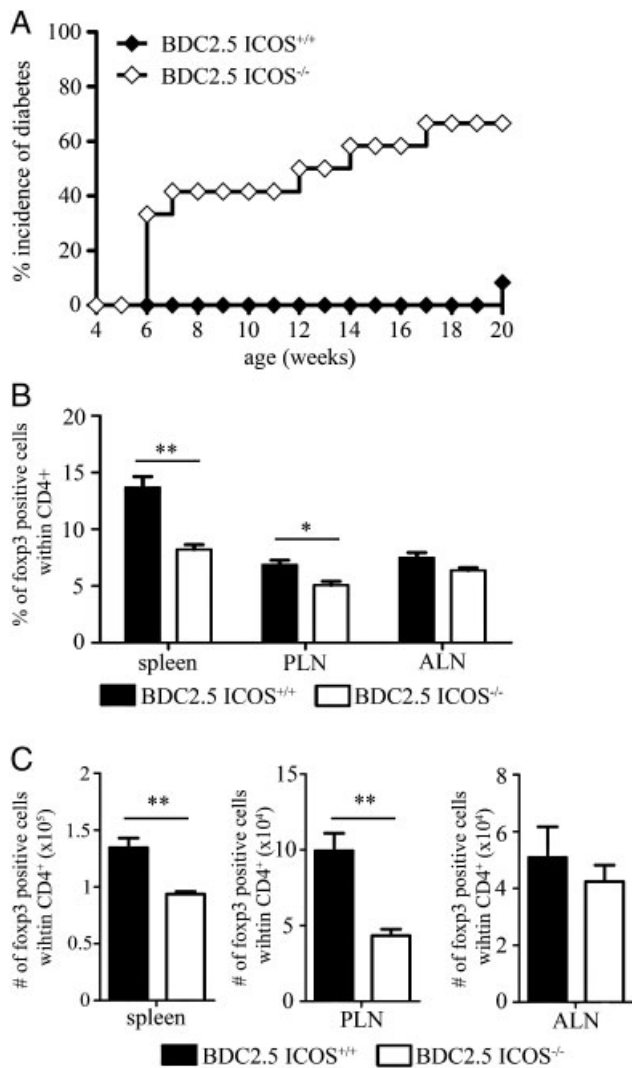 A
BDC2.5 ICOS+/+
BDC2.5 ICOS-/-
% incidence of diabetes
100
80
60
40
20
0
4 6 8 10 12 14 16 18 20
age (weeks)
B
% of foxp3 positive cells
within CD4+
20
15
10
5
0
**
*
spleen PLN ALN
BDC2.5 ICOS+/+ BDC2.5 ICOS-/-
C
# of foxp3 positive cells
wihtin CD4+ (x10⁵)
2
1.5
1
0.5
0
**
spleen
# of foxp3 positive cells
wihtin CD4+ (x10⁴)
15
10
5
0
**
PLN
# of foxp3 positive cells
wihtin CD4+ (x10⁴)
8
6
4
0
ALN
BDC2.5 ICOS+/+ BDC2.5 ICOS-/-